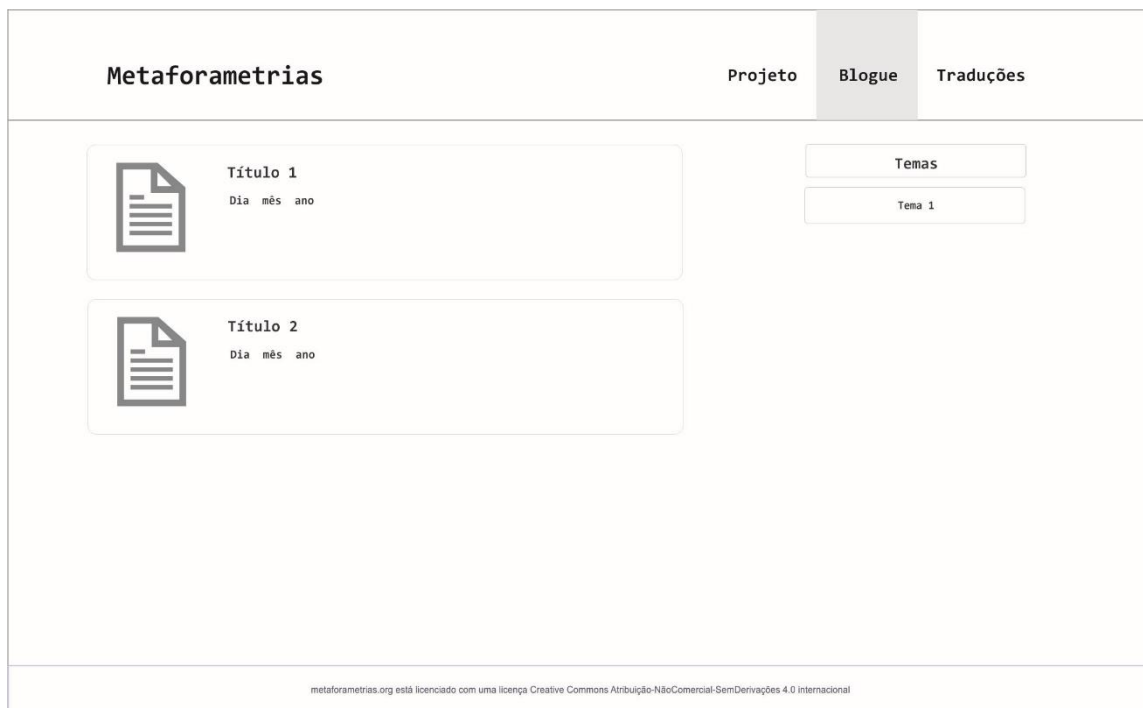 Metaforametrias
Projeto
Blogue
Traduções
Título 1
Dia mês ano
Título 2
Dia mês ano
Temas
Tema 1
metaforametrias.org está licenciado com uma licença Creative Commons Atribuição-NãoComercial-SemDerivações 4.0 internacional